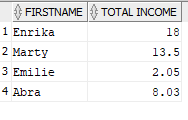 FIRSTNAME TOTAL INCOME
1 Enrika 18
2 Marty 13.5
3 Emilie 2.05
4 Abra 8.03